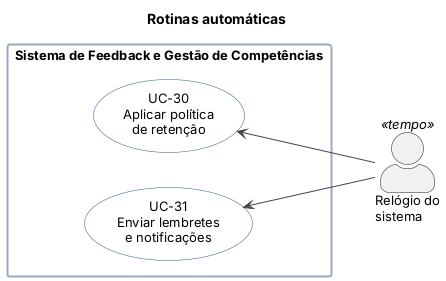 Rotinas automáticas
Sistema de Feedback e Gestão de Competências
UC-30
Aplicar política
de retenção
UC-31
Enviar lembretes
e notificações
«tempo»
Relógio do
sistema